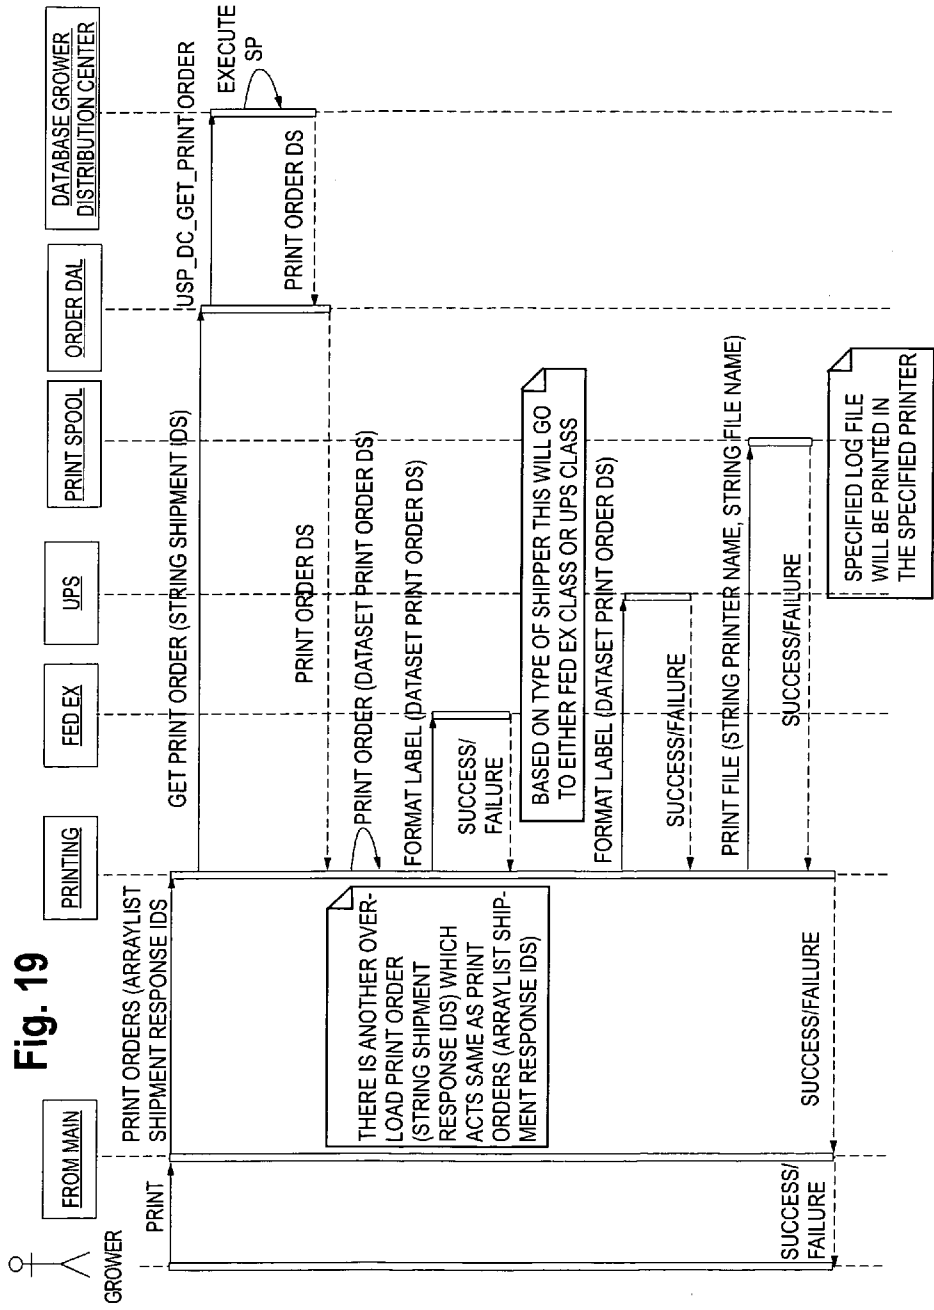 Fig. 19
GROWER
FROM MAIN
PRINTING
FED EX
UPS
PRINT SPOOL
ORDER DAL
DATABASE GROWER
DISTRIBUTION CENTER
PRINT
PRINT ORDERS (ARRAYLIST
SHIPMENT RESPONSE IDS
GET PRINT ORDER (STRING SHIPMENT IDS)
USP_DC_GET_PRINT ORDER
EXECUTE
SP
PRINT ORDER DS
PRINT ORDER DS
PRINT ORDER (DATASET PRINT ORDER DS)
THERE IS ANOTHER OVER-
LOAD PRINT ORDER
(STRING SHIPMENT
RESPONSE IDS) WHICH
ACTS SAME AS PRINT
ORDERS (ARRAYLIST SHIP-
MENT RESPONSE IDS)
FORMAT LABEL (DATASET PRINT ORDER DS)
SUCCESS/
FAILURE
BASED ON TYPE OF SHIPPER THIS WILL GO
TO EITHER FED EX CLASS OR UPS CLASS
FORMAT LABEL (DATASET PRINT ORDER DS)
SUCCESS/FAILURE
PRINT FILE (STRING PRINTER NAME, STRING FILE NAME)
SUCCESS/FAILURE
SPECIFIED LOG FILE
WILL BE PRINTED IN
THE SPECIFIED PRINTER
SUCCESS/FAILURE
SUCCESS/
FAILURE